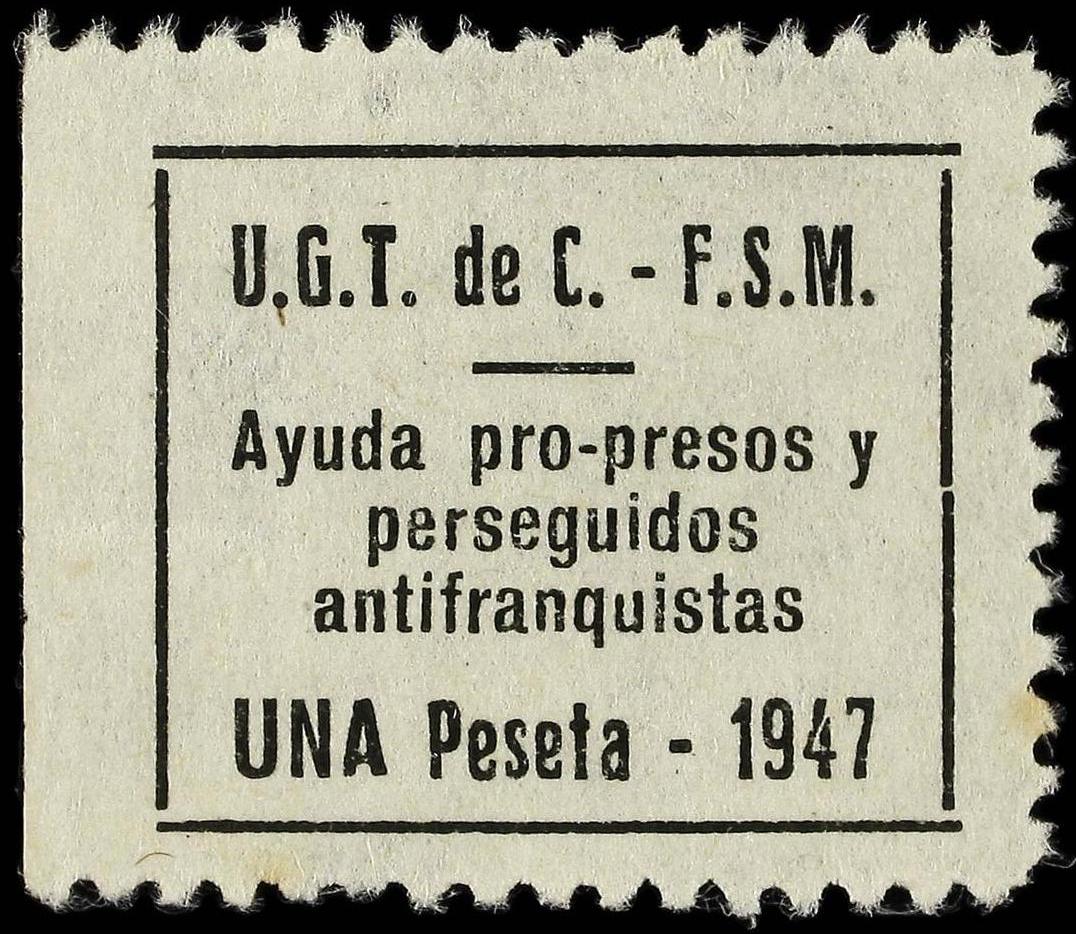 U.G.T. de C. - F.S.M.
Ayuda pro-presos y
perseguidos
antifranquistas
UNA Peseta - 1947